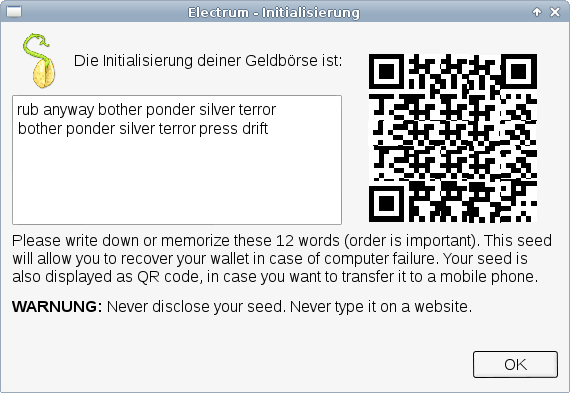 Electrum - Initialisierung
Die Initialisierung deiner Geldbörse ist:
rub anyway bother ponder silver terror
bother ponder silver terror press drift
Please write down or memorize these 12 words (order is important). This seed
will allow you to recover your wallet in case of computer failure. Your seed is
also displayed as QR code, in case you want to transfer it to a mobile phone.
WARNUNG: Never disclose your seed. Never type it on a website.
OK